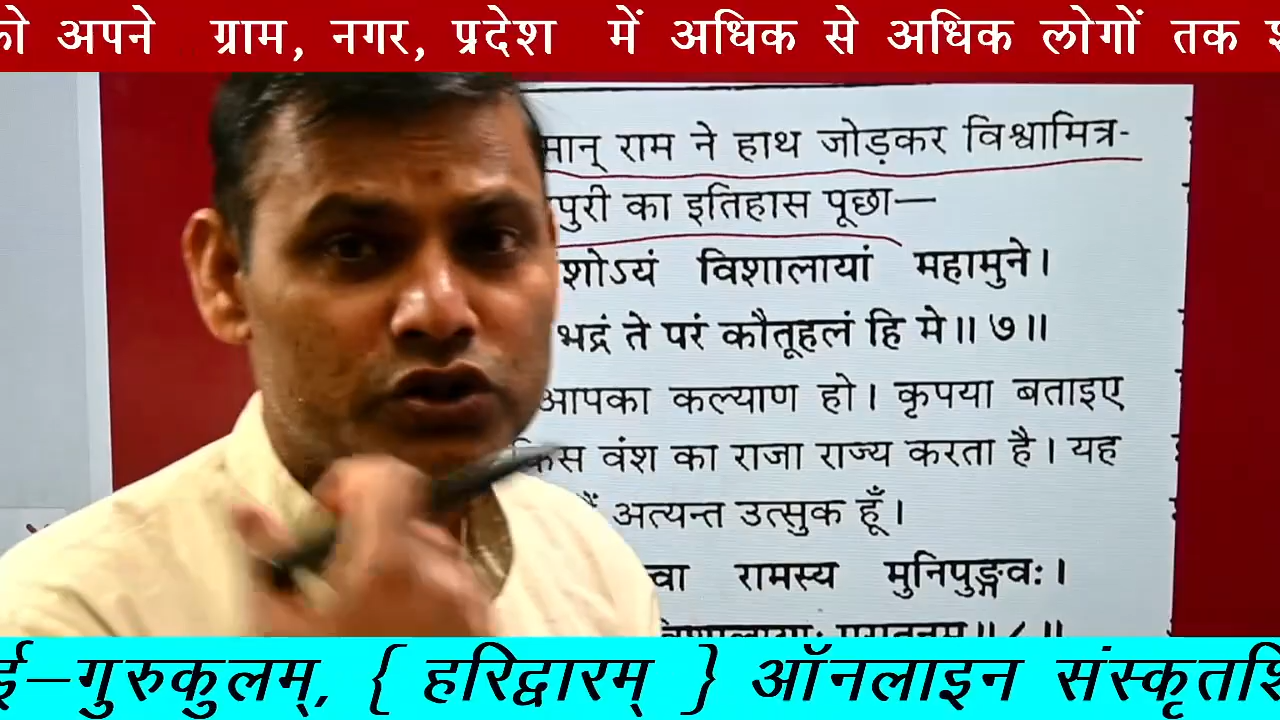 अपने ग्राम, नगर, प्रदेश में अधिक से अधिक लोगों तक
राम ने हाथ जोड़कर विश्वामित्र-
का इतिहास पूछा—
विशालायां महामुने।
भद्रं ते परं कौतूहलं हि मे॥ ७॥
आपका कल्याण हो। कृपया बताइए
किस वंश का राजा राज्य करता है। यह
अत्यन्त उत्सुक हूँ।
रामस्य मुनिपुङ्गवः।
ई–गुरुकुलम्, { हरिद्वारम् } ऑनलाइन